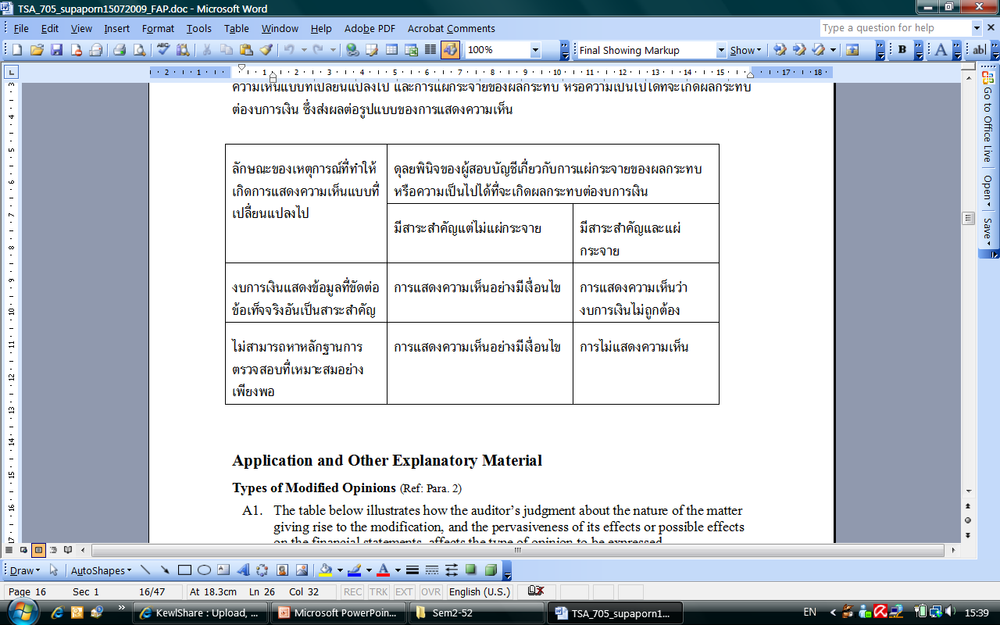 TSA_705_supaporn15072009_FAP.doc - Microsoft Word
File Edit View Insert Format Tools Table Window Help Adobe PDF Acrobat Comments
Type a question for help
100%
Final Showing Markup
Show
B
A
ab
2 1 1 2 3 4 5 6 7 8 9 10 11 12 13 14 15 17 18
ความเห็นแบบที่เปลี่ยนแปลงไป และการแผ่กระจายของผลกระทบ หรือความเป็นไปได้ที่จะเกิดผลกระทบ
ต่องบการเงิน ซึ่งส่งผลต่อรูปแบบของการแสดงความเห็น
ลักษณะของเหตุการณ์ที่ทำให้
เกิดการแสดงความเห็นแบบที่
เปลี่ยนแปลงไป
ดุลยพินิจของผู้สอบบัญชีเกี่ยวกับการแผ่กระจายของผลกระทบ
หรือความเป็นไปได้ที่จะเกิดผลกระทบต่องบการเงิน
มีสาระสำคัญแต่ไม่แผ่กระจาย
มีสาระสำคัญและแผ่
กระจาย
งบการเงินแสดงข้อมูลที่ขัดต่อ
ข้อเท็จจริงอันเป็นสาระสำคัญ
การแสดงความเห็นอย่างมีเงื่อนไข
การแสดงความเห็นว่า
งบการเงินไม่ถูกต้อง
ไม่สามารถหาหลักฐานการ
ตรวจสอบที่เหมาะสมอย่าง
เพียงพอ
การแสดงความเห็นอย่างมีเงื่อนไข
การไม่แสดงความเห็น
Application and Other Explanatory Material
Types of Modified Opinions (Ref: Para. 2)
A1. The table below illustrates how the auditor’s judgment about the nature of the matter
giving rise to the modification, and the pervasiveness of its effects or possible effects
on the financial statements, affects the type of opinion to be expressed
3
4
5
6
7
8
9
10
11
12
13
14
15
16
17
Go to Office Live
Open
Save
Draw AutoShapes
Page 16 Sec 1 16/47 At 18.3cm Ln 26 Col 32 REC TRK EXT OVR English (U.S.)
KewlShare : Upload, ...
Microsoft PowerPoin...
Sem2-52
TSA_705_supaporn1...
EN
15:39